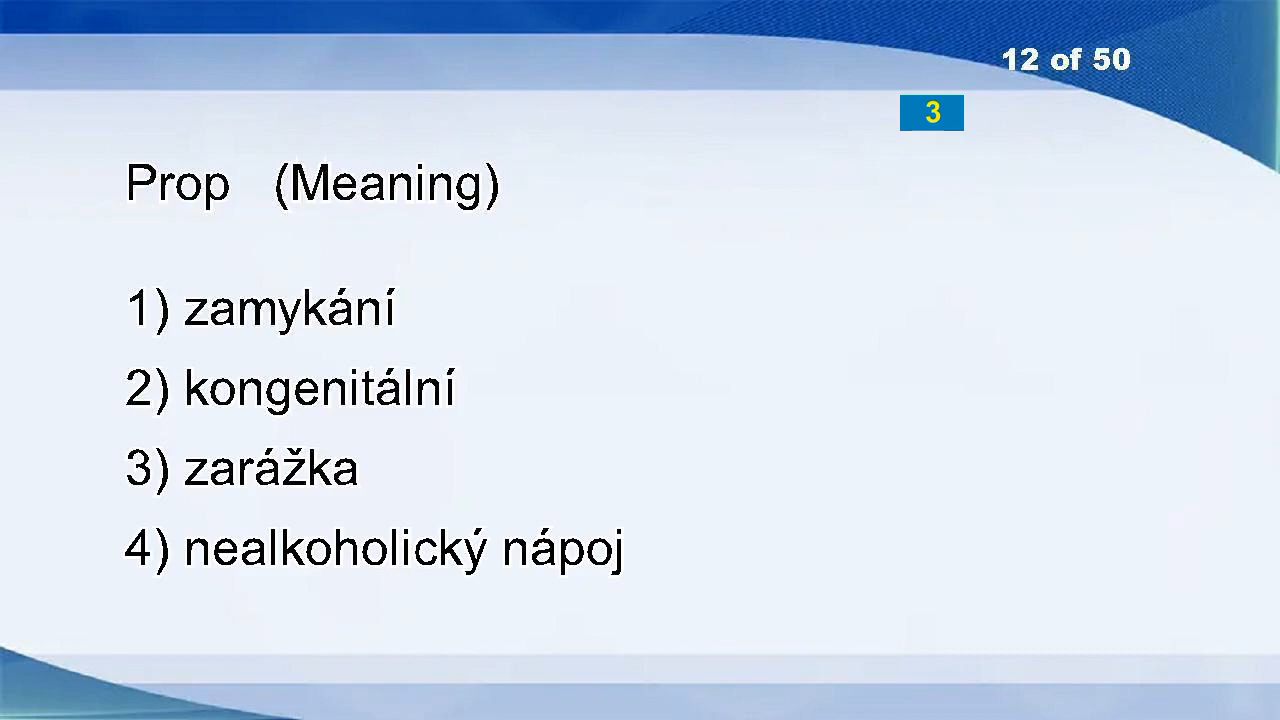 12 of 50
3
Prop (Meaning)
1) zamykání
2) kongenitální
3) zarážka
4) nealkoholický nápoj